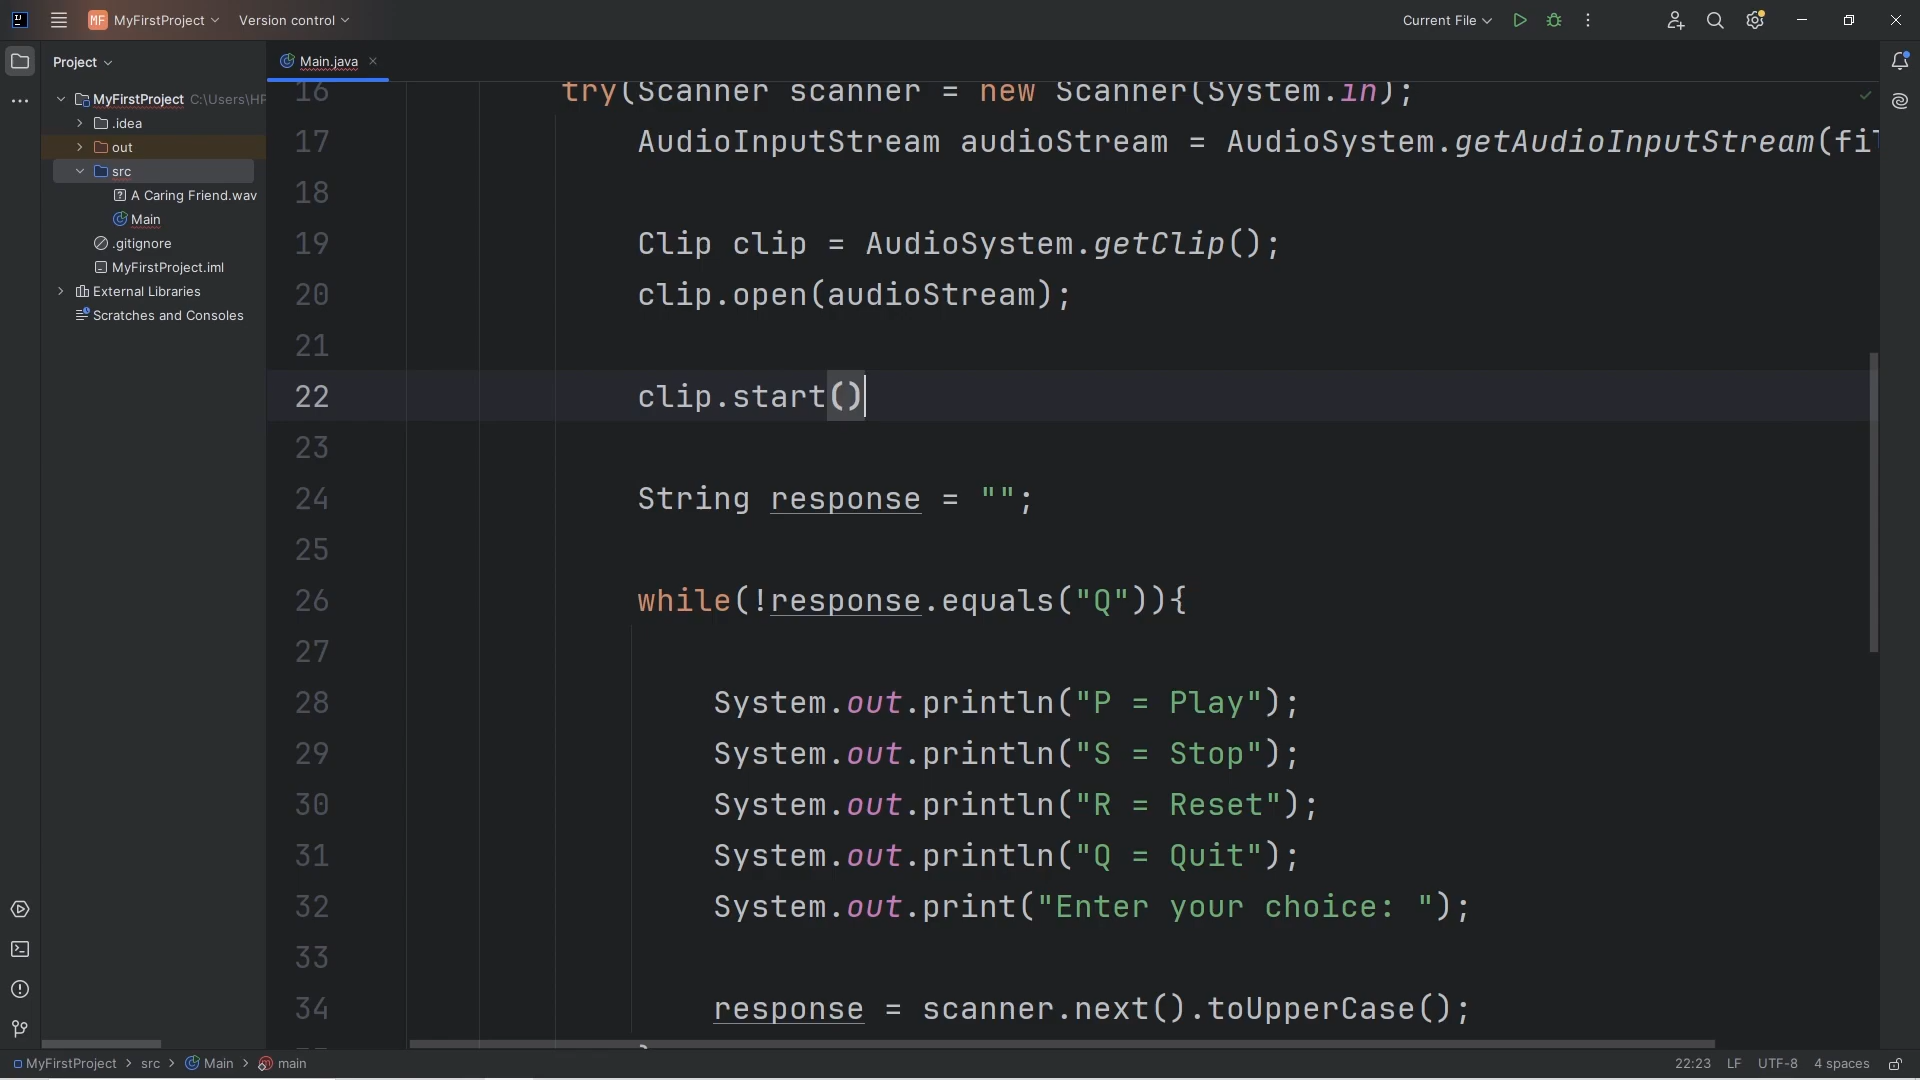 MF MyFirstProject Version control Current File
Project Main.java
MyFirstProject C:\Users\HP
.idea
out
src
A Caring Friend.wav
Main
.gitignore
MyFirstProject.iml
External Libraries
Scratches and Consoles
16 try(Scanner scanner = new Scanner(System.in);
17 AudioInputStream audioStream = AudioSystem.getAudioInputStream(fi
18
19 Clip clip = AudioSystem.getClip();
20 clip.open(audioStream);
21
22 clip.start()
23
24 String response = "";
25
26 while(!response.equals("Q")){
27
28 System.out.println("P = Play");
29 System.out.println("S = Stop");
30 System.out.println("R = Reset");
31 System.out.println("Q = Quit");
32 System.out.print("Enter your choice: ");
33
34 response = scanner.next().toUpperCase();
MyFirstProject > src > Main > main 22:23 LF UTF-8 4 spaces